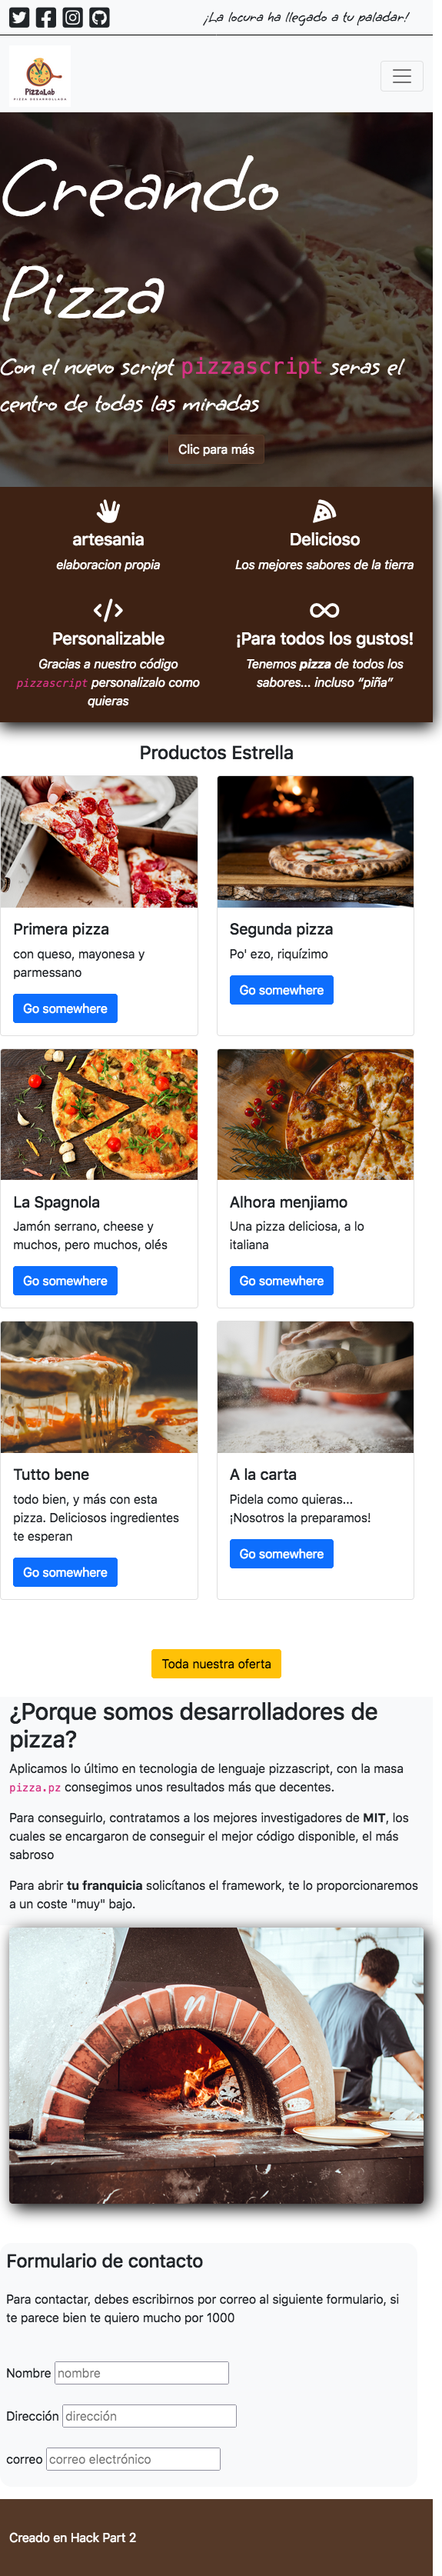 ¡La locura ha llegado a tu paladar!
PizzaLab
PIZZA DESARROLLADA
Creando
Pizza
Con el nuevo script pizzascript seras el
centro de todas las miradas
Clic para más
artesania
elaboracion propia
Delicioso
Los mejores sabores de la tierra
Personalizable
Gracias a nuestro código
pizzascript personalizalo como
quieras
¡Para todos los gustos!
Tenemos pizza de todos los
sabores... incluso “piña”
Productos Estrella
Primera pizza
con queso, mayonesa y
parmessano
Go somewhere
Segunda pizza
Po' ezo, riquízimo
Go somewhere
La Spagnola
Jamón serrano, cheese y
muchos, pero muchos, olés
Go somewhere
Alhora menjiamo
Una pizza deliciosa, a lo
italiana
Go somewhere
Tutto bene
todo bien, y más con esta
pizza. Deliciosos ingredientes
te esperan
Go somewhere
A la carta
Pidela como quieras...
¡Nosotros la preparamos!
Go somewhere
Toda nuestra oferta
¿Porque somos desarrolladores de
pizza?
Aplicamos lo último en tecnologia de lenguaje pizzascript, con la masa
pizza.pz consegimos unos resultados más que decentes.
Para conseguirlo, contratamos a los mejores investigadores de MIT, los
cuales se encargaron de conseguir el mejor código disponible, el más
sabroso
Para abrir tu franquicia solicítanos el framework, te lo proporcionaremos
a un coste "muy" bajo.
Formulario de contacto
Para contactar, debes escribirnos por correo al siguiente formulario, si
te parece bien te quiero mucho por 1000
Nombre nombre
Dirección dirección
correo correo electrónico
Creado en Hack Part 2